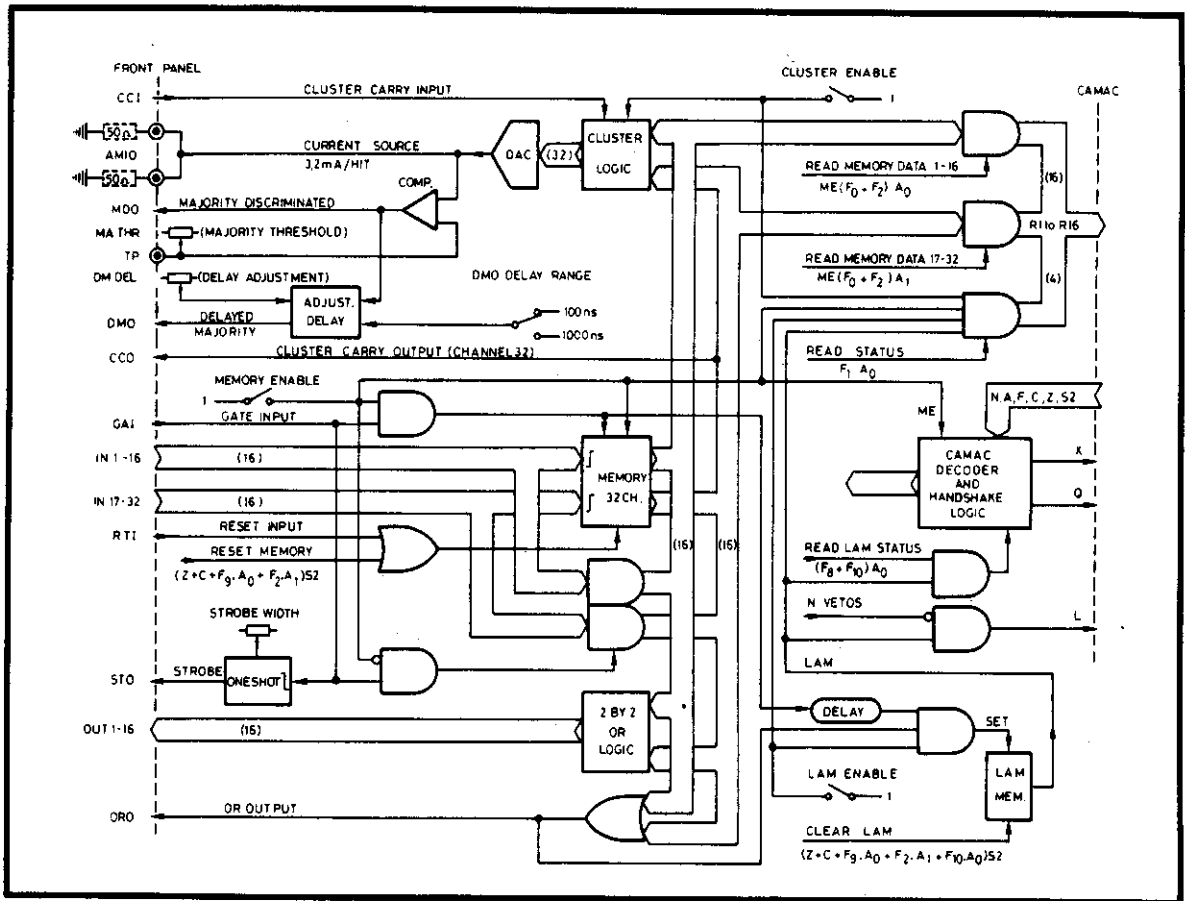 FRONT PANEL
CCI
CLUSTER CARRY INPUT
CLUSTER ENABLE
1
CAMAC
50Ω
AMIO
50Ω
CURRENT SOURCE
3,2mA/HIT
DAC
(32)
CLUSTER
LOGIC
READ MEMORY DATA 1-16
ME(F0 + F2) A0
(16)
COMP.
MDO
MAJORITY DISCRIMINATED
MA THR
(MAJORITY THRESHOLD)
TP
R1 to R16
READ MEMORY DATA 17-32
ME(F0 + F2) A1
(4)
DM DEL
(DELAY ADJUSTMENT)
DMO DELAY RANGE
ADJUST.
DELAY
100ns
1000ns
DMO
DELAYED
MAJORITY
CCO
CLUSTER CARRY OUTPUT (CHANNEL 32)
READ STATUS
F1 A0
MEMORY ENABLE
1
GAI
GATE INPUT
ME
N,A,F,C,Z,S2
IN 1-16
(16)
MEMORY
32CH.
CAMAC
DECODER
AND
HANDSHAKE
LOGIC
X
Q
IN 17-32
(16)
RTI
RESET INPUT
RESET MEMORY
(Z+C+F9.A0+F2.A1)S2
(16)
(16)
READ LAM STATUS
(F8+F10)A0
N VETOS
L
STROBE WIDTH
LAM
STO
STROBE
ONESHOT
OUT 1-16
(16)
2 BY 2
OR
LOGIC
DELAY
SET
LAM ENABLE
1
LAM
MEM.
ORO
OR OUTPUT
CLEAR LAM
(Z+C+F9.A0+F2.A1+F10.A0)S2